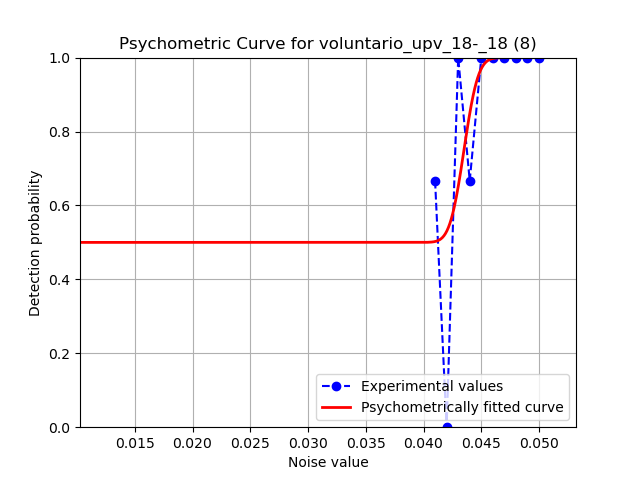 Psychometric Curve for voluntario_upv_18-_18 (8)
1.0
0.8
0.6
0.4
0.2
0.0
Detection probability
Experimental values
Psychometrically fitted curve
0.015 0.020 0.025 0.030 0.035 0.040 0.045 0.050
Noise value